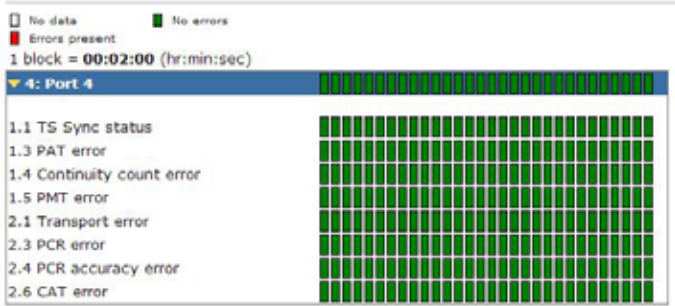 No data No errors
Errors present
1 block = 00:02:00 (hr:min:sec)
4: Port 4
1.1 TS Sync status
1.3 PAT error
1.4 Continuity count error
1.5 PMT error
2.1 Transport error
2.3 PCR error
2.4 PCR accuracy error
2.6 CAT error